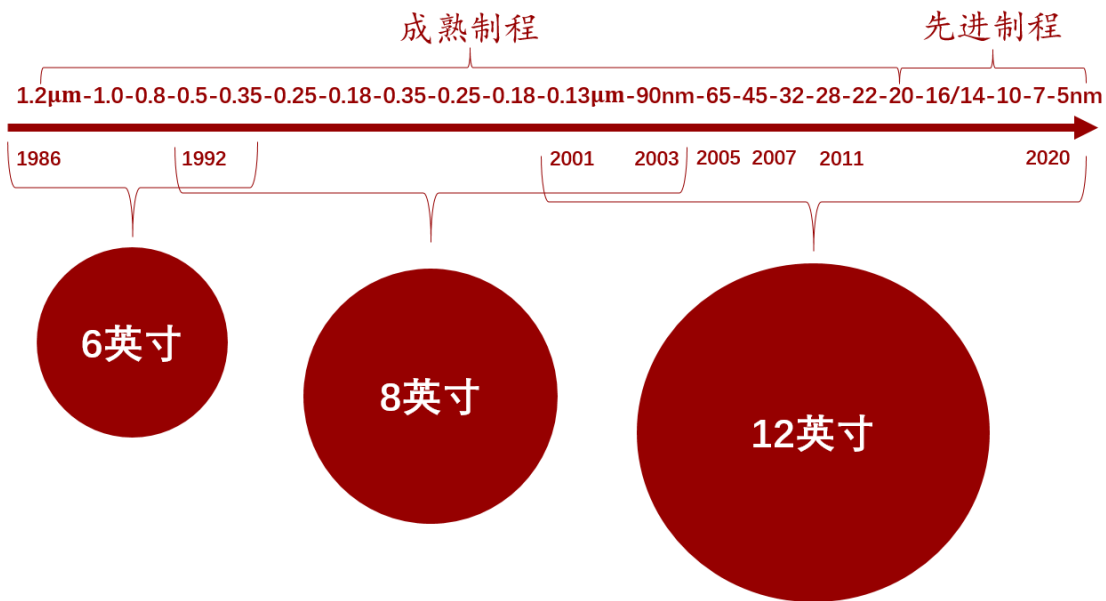 成熟制程 先进制程
1.2μm-1.0-0.8-0.5-0.35-0.25-0.18-0.35-0.25-0.18-0.13μm-90nm-65-45-32-28-22-20-16/14-10-7-5nm
1986 1992 2001 2003 2005 2007 2011 2020
6英寸
8英寸
12英寸